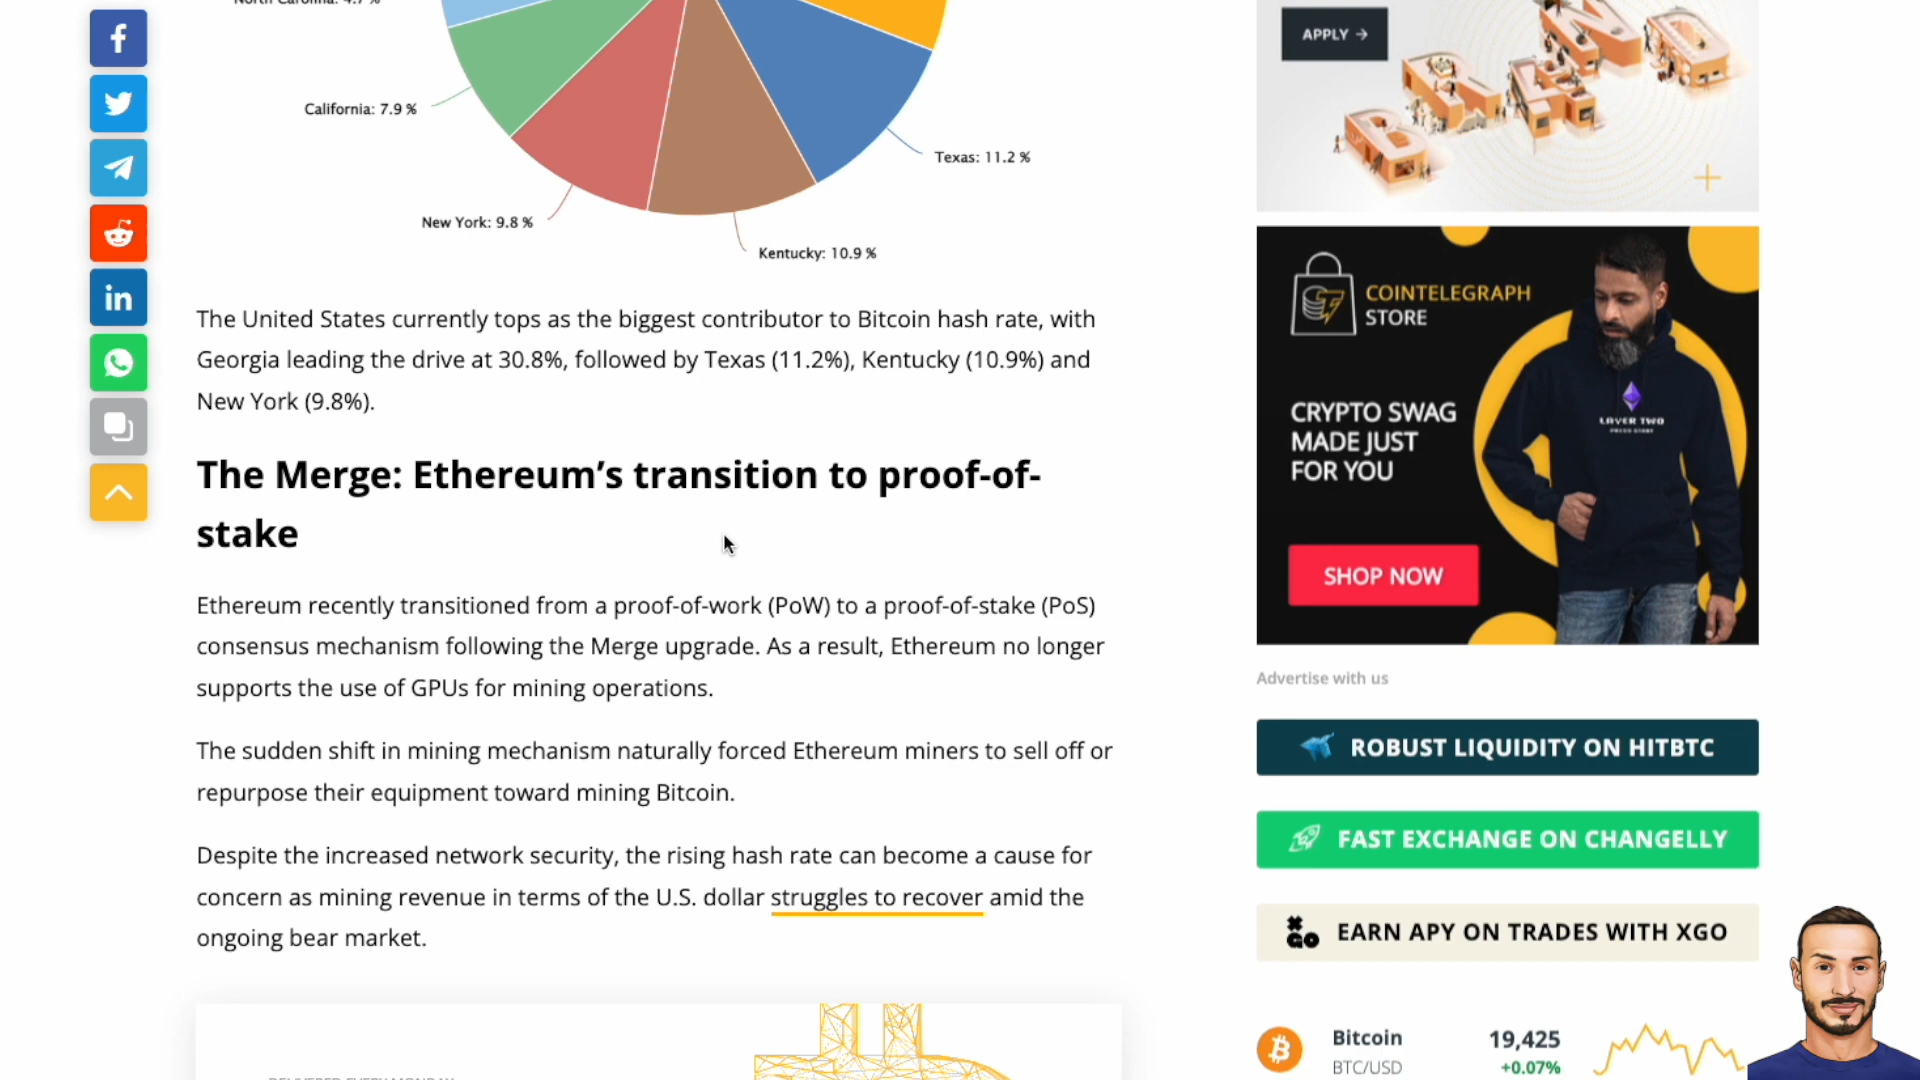 North Carolina: 4.7 %
California: 7.9 %
Texas: 11.2 %
New York: 9.8 %
Kentucky: 10.9 %
The United States currently tops as the biggest contributor to Bitcoin hash rate, with
Georgia leading the drive at 30.8%, followed by Texas (11.2%), Kentucky (10.9%) and
New York (9.8%).
The Merge: Ethereum’s transition to proof-of-
stake
Ethereum recently transitioned from a proof-of-work (PoW) to a proof-of-stake (PoS)
consensus mechanism following the Merge upgrade. As a result, Ethereum no longer
supports the use of GPUs for mining operations.
The sudden shift in mining mechanism naturally forced Ethereum miners to sell off or
repurpose their equipment toward mining Bitcoin.
Despite the increased network security, the rising hash rate can become a cause for
concern as mining revenue in terms of the U.S. dollar struggles to recover amid the
ongoing bear market.
DELIVERED EVERY MONDAY
APPLY →
BREND
COINTELEGRAPH
STORE
CRYPTO SWAG
MADE JUST
FOR YOU
LAYER TWO
SHOP NOW
Advertise with us
ROBUST LIQUIDITY ON HITBTC
FAST EXCHANGE ON CHANGELLY
XGO EARN APY ON TRADES WITH XGO
Bitcoin 19,425
BTC/USD +0.07%